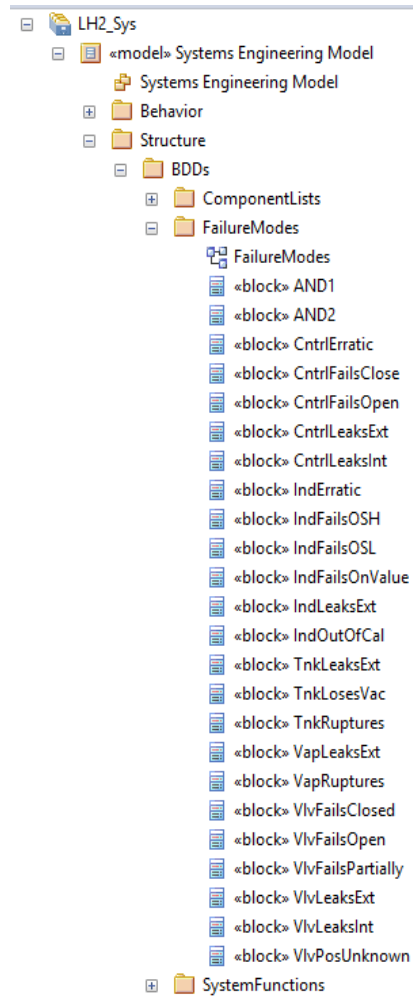 LH2_Sys
«model» Systems Engineering Model
Systems Engineering Model
Behavior
Structure
BDDs
ComponentLists
FailureModes
FailureModes
«block» AND1
«block» AND2
«block» CntrlErratic
«block» CntrlFailsClose
«block» CntrlFailsOpen
«block» CntrlLeaksExt
«block» CntrlLeaksInt
«block» IndErratic
«block» IndFailsOSH
«block» IndFailsOSL
«block» IndFailsOnValue
«block» IndLeaksExt
«block» IndOutOfCal
«block» TnkLeaksExt
«block» TnkLosesVac
«block» TnkRuptures
«block» VapLeaksExt
«block» VapRuptures
«block» VlvFailsClosed
«block» VlvFailsOpen
«block» VlvFailsPartially
«block» VlvLeaksExt
«block» VlvLeaksInt
«block» VlvPosUnknown
SystemFunctions